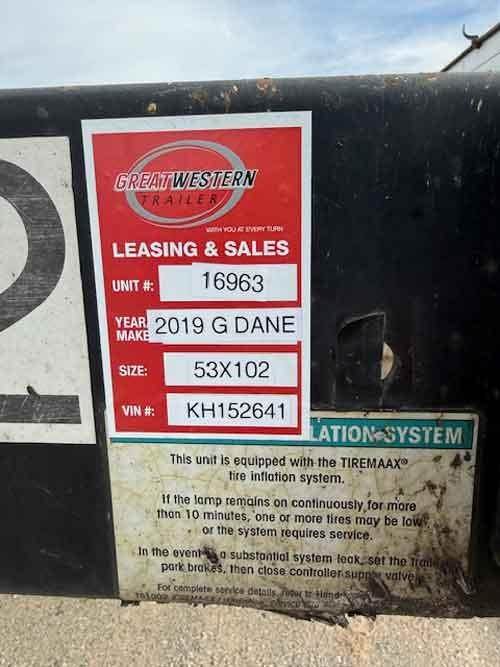 GREAT WESTERN
TRAILER
WITH YOU AT EVERY TURN
LEASING & SALES
UNIT #: 16963
YEAR 2019 G DANE
MAKE
SIZE: 53X102
VIN #: KH152641
2
LATION SYSTEM
This unit is equipped with the TIREMAAX®
tire inflation system.
If the lamp remains on continuously for more
than 10 minutes, one or more tires may be low
or the system requires service.
In the event a substantial system leak, set the
park brakes, then close controller supply valve
For complete service details, refer to